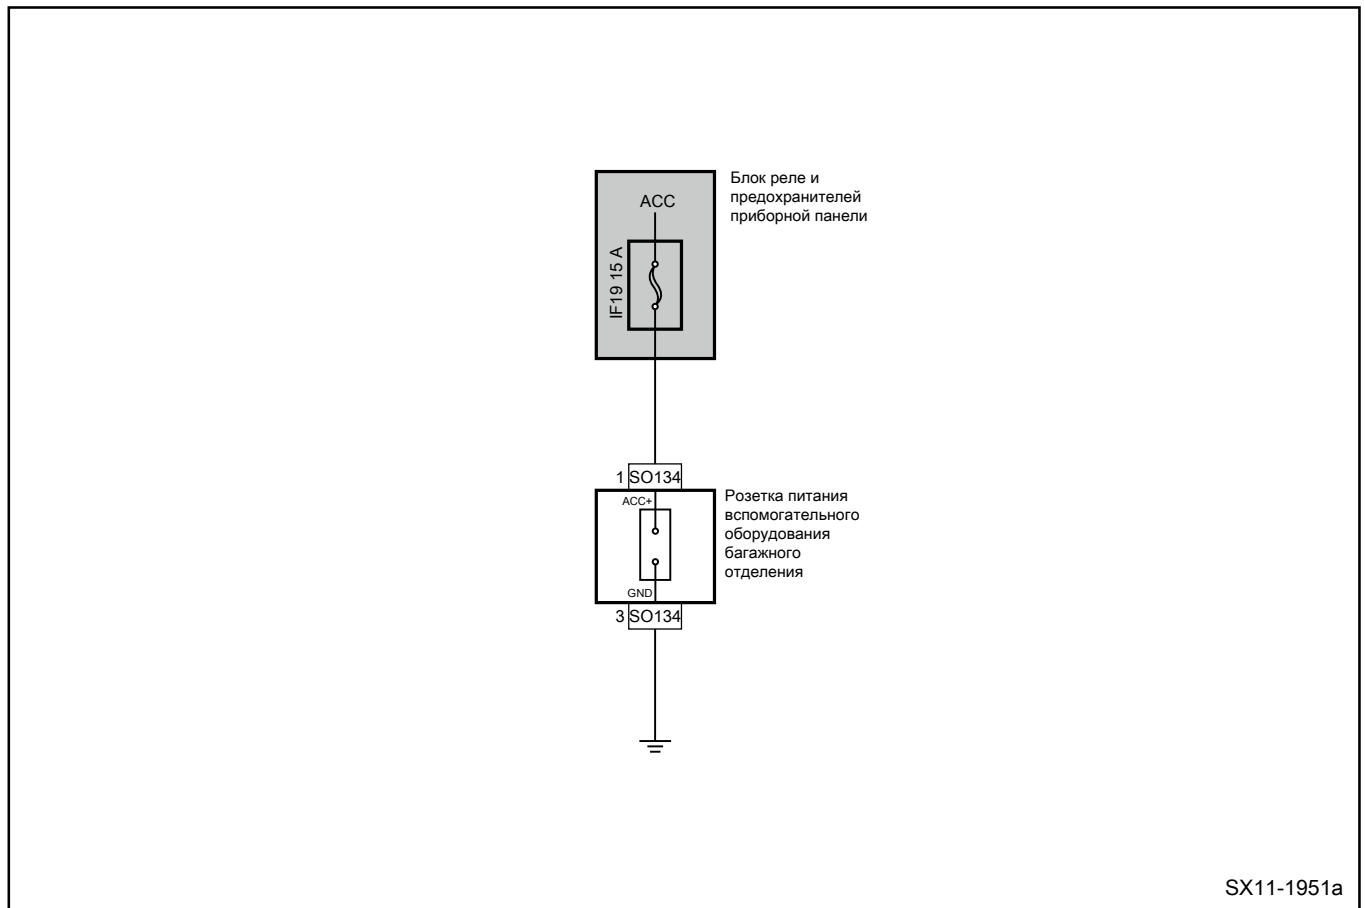 ACC
IF19 15 A
Блок реле и
предохранителей
приборной панели
1 SO134
ACC+
GND
Розетка питания
вспомогательного
оборудования
багажного
отделения
3 SO134
SX11-1951a